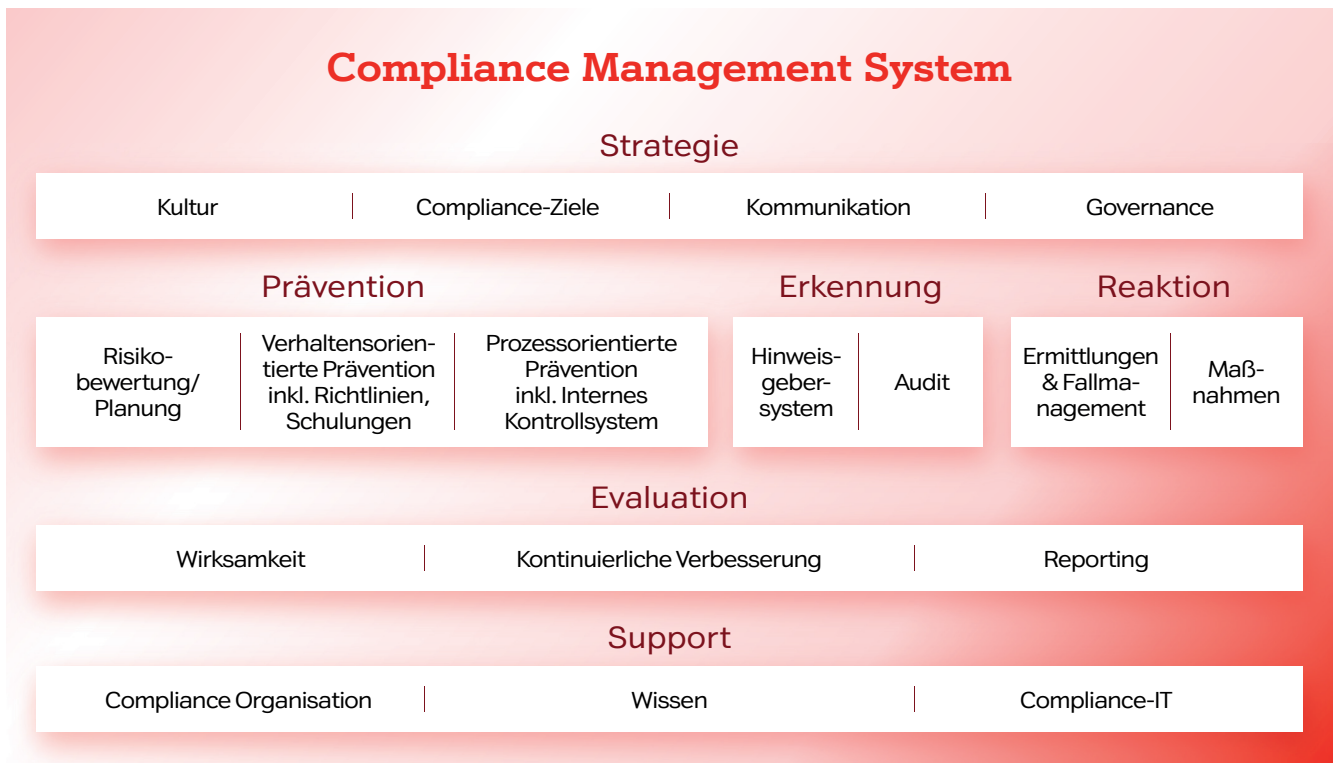 Compliance Management System
Strategie
Kultur
Compliance-Ziele
Kommunikation
Governance
Prävention
Risiko-
bewertung/
Planung
Verhaltensorien-
tierte Prävention
inkl. Richtlinien,
Schulungen
Prozessorientierte
Prävention
inkl. Internes
Kontrollsystem
Erkennung
Hinweis-
geber-
system
Audit
Reaktion
Ermittlungen
& Fallma-
nagement
Maß-
nahmen
Evaluation
Wirksamkeit
Kontinuierliche Verbesserung
Reporting
Support
Compliance Organisation
Wissen
Compliance-IT